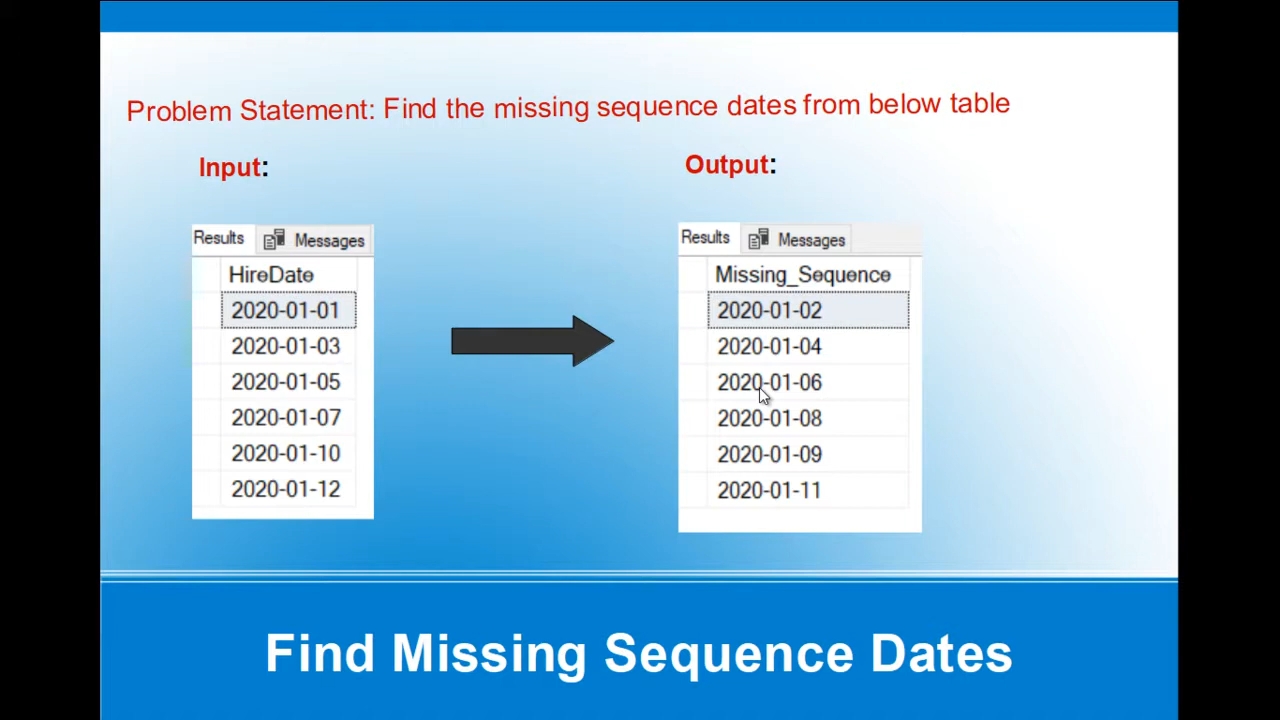 Problem Statement: Find the missing sequence dates from below table
Input:
Output:
Results Messages
HireDate
2020-01-01
2020-01-03
2020-01-05
2020-01-07
2020-01-10
2020-01-12
Results Messages
Missing_Sequence
2020-01-02
2020-01-04
2020-01-06
2020-01-08
2020-01-09
2020-01-11
Find Missing Sequence Dates